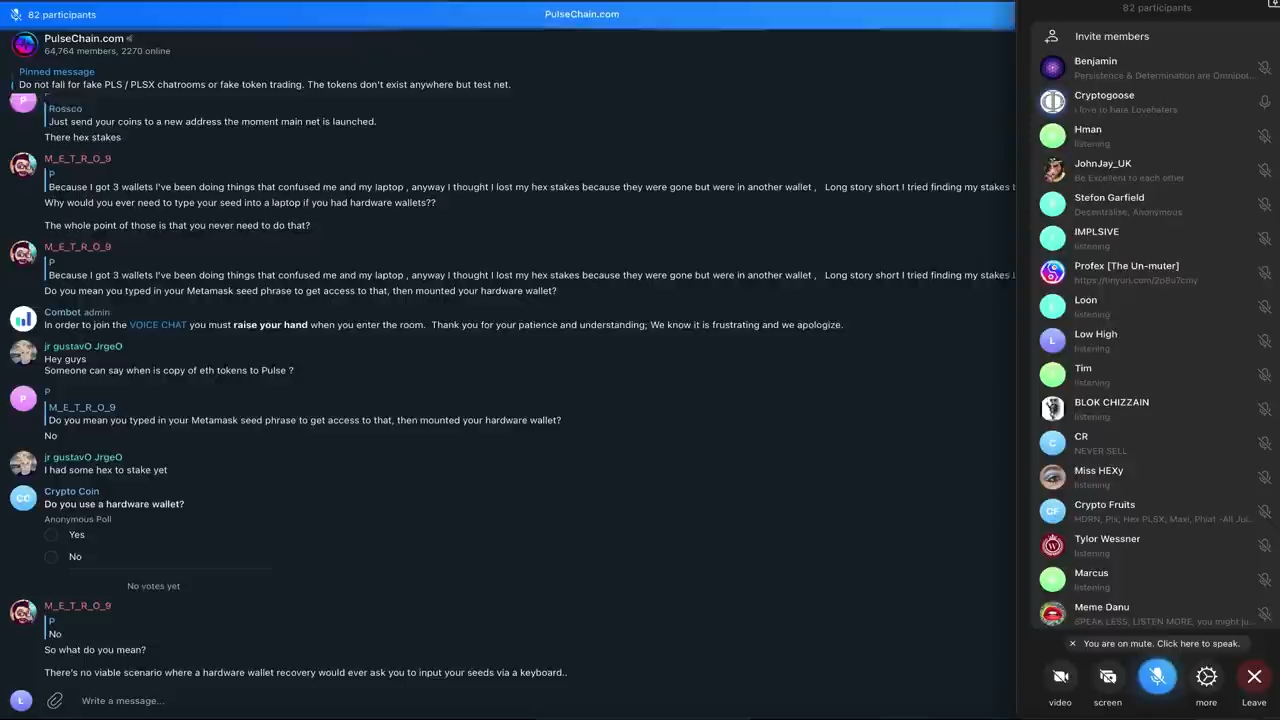 82 participants
PulseChain.com
PulseChain.com
64,764 members, 2270 online
Pinned message
Do not fall for fake PLS / PLSX chatrooms or fake token trading. The tokens don't exist anywhere but test net.
P
Rossco
Just send your coins to a new address the moment main net is launched.
There hex stakes
M_E_T_R_O_9
P
Because I got 3 wallets I've been doing things that confused me and my laptop , anyway I thought I lost my hex stakes because they were gone but were in another wallet , Long story short I tried finding my stakes
Why would you ever need to type your seed into a laptop if you had hardware wallets??
The whole point of those is that you never need to do that?
M_E_T_R_O_9
P
Because I got 3 wallets I've been doing things that confused me and my laptop , anyway I thought I lost my hex stakes because they were gone but were in another wallet , Long story short I tried finding my stakes
Do you mean you typed in your Metamask seed phrase to get access to that, then mounted your hardware wallet?
Combot admin
In order to join the VOICE CHAT you must raise your hand when you enter the room. Thank you for your patience and understanding; We know it is frustrating and we apologize.
jr gustavO JrgeO
Hey guys
Someone can say when is copy of eth tokens to Pulse ?
P
P
M_E_T_R_O_9
Do you mean you typed in your Metamask seed phrase to get access to that, then mounted your hardware wallet?
No
jr gustavO JrgeO
I had some hex to stake yet
CC
Crypto Coin
Do you use a hardware wallet?
Anonymous Poll
Yes
No
No votes yet
M_E_T_R_O_9
P
No
So what do you mean?
There's no viable scenario where a hardware wallet recovery would ever ask you to input your seeds via a keyboard..
L
Write a message...
82 participants
Invite members
Benjamin
Persistence & Determination are Omnipot...
Cryptogoose
i love to hate Lovehaters
Hman
listening
JohnJay_UK
Be Excellent to each other
Stefon Garfield
Decentralise, Anonymous
IMPLSIVE
listening
Profex [The Un-muter]
https://tinyurl.com/2p8u7cmy
Loon
listening
L
Low High
listening
Tim
listening
BLOK CHIZZAIN
listening
C
CR
NEVER SELL
Miss HEXy
listening
CF
Crypto Fruits
HDRN, Pls, Hex PLSX, Maxi, Phiat -All Jui...
W
Tylor Wessner
listening
Marcus
listening
Meme Danu
SPEAK LESS, LISTEN MORE, you might ju...
You are on mute. Click here to speak.
video
screen
more
Leave